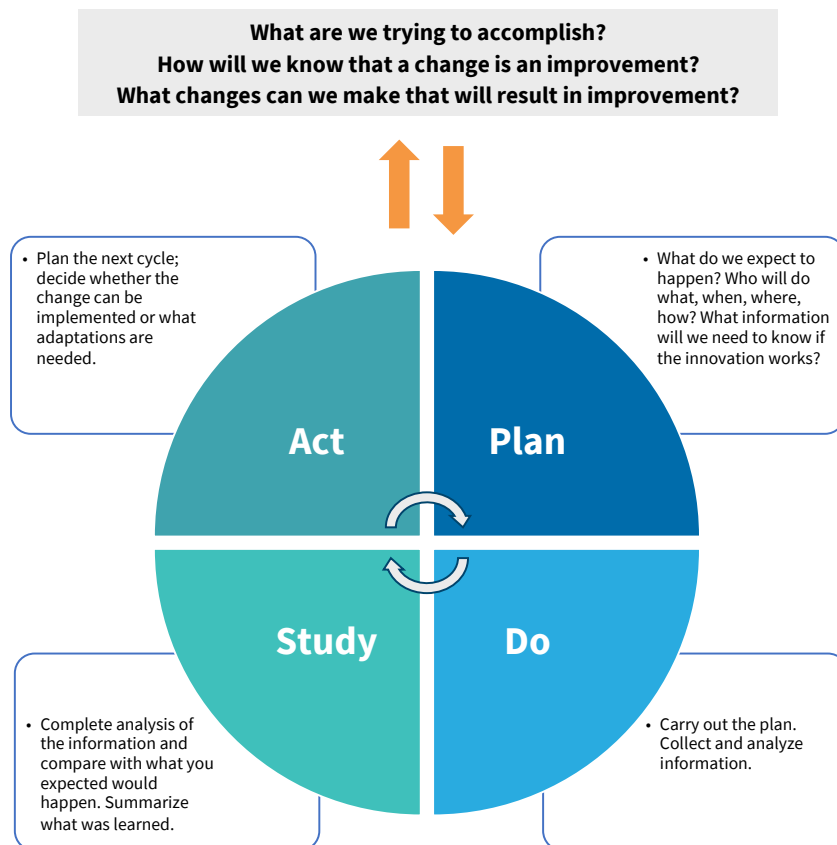 What are we trying to accomplish?
How will we know that a change is an improvement?
What changes can we make that will result in improvement?
• Plan the next cycle;
decide whether the
change can be
implemented or what
adaptations are
needed.
• What do we expect to
happen? Who will do
what, when, where,
how? What information
will we need to know if
the innovation works?
Act
Plan
Study
Do
• Complete analysis of
the information and
compare with what you
expected would
happen. Summarize
what was learned.
• Carry out the plan.
Collect and analyze
information.